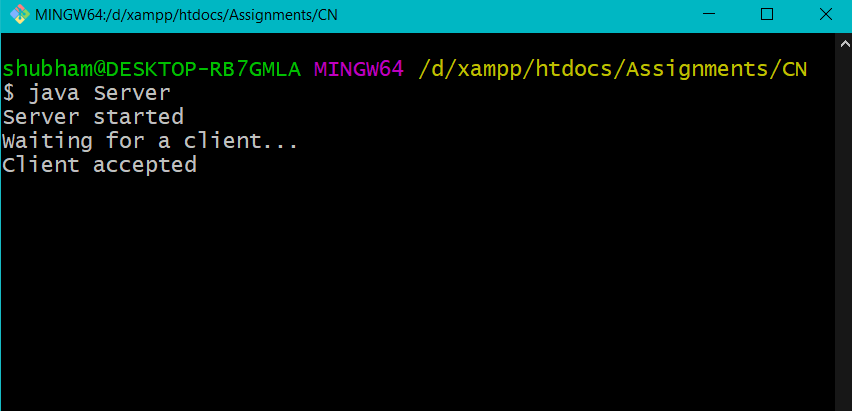 MINGW64:/d/xampp/htdocs/Assignments/CN
shubham@DESKTOP-RB7GMLA MINGW64 /d/xampp/htdocs/Assignments/CN
$ java Server
Server started
Waiting for a client...
Client accepted